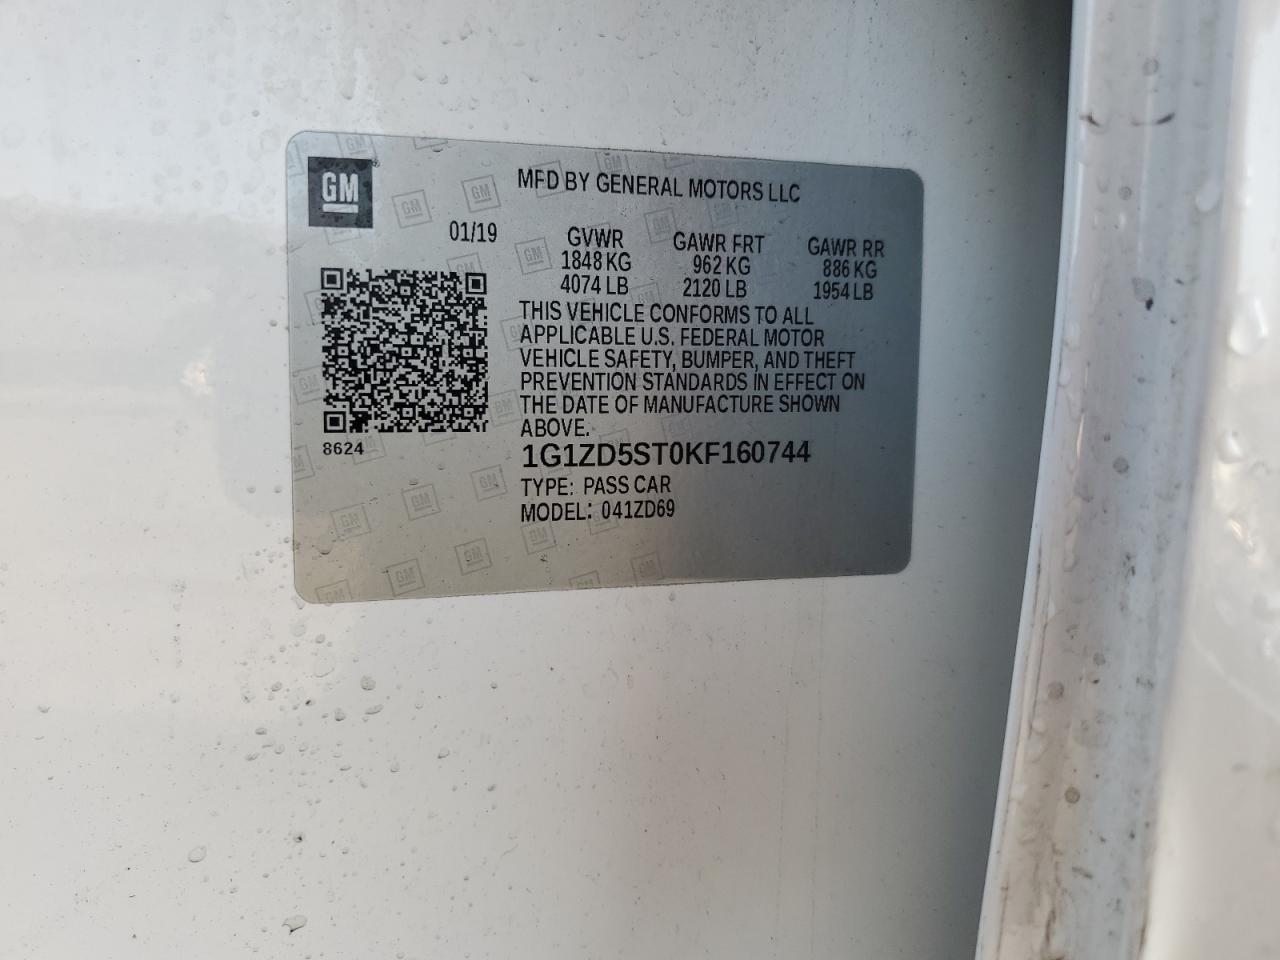 GM
MFD BY GENERAL MOTORS LLC
01/19
GVWR GAWR FRT GAWR RR
1848 KG 962 KG 886 KG
4074 LB 2120 LB 1954 LB
THIS VEHICLE CONFORMS TO ALL
APPLICABLE U.S. FEDERAL MOTOR
VEHICLE SAFETY, BUMPER, AND THEFT
PREVENTION STANDARDS IN EFFECT ON
THE DATE OF MANUFACTURE SHOWN
ABOVE.
8624
1G1ZD5ST0KF160744
TYPE: PASS CAR
MODEL: 041ZD69